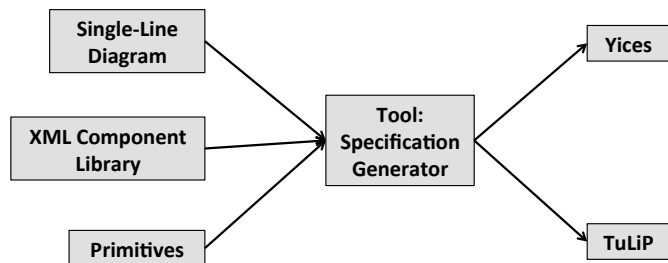 Single-Line
Diagram
XML Component
Library
Primitives
Tool:
Specification
Generator
Yices
TuLiP